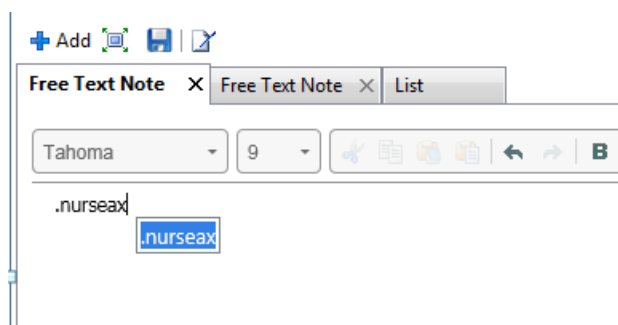 Add
Free Text Note X Free Text Note X List
Tahoma 9 B
.nurseax
.nurseax